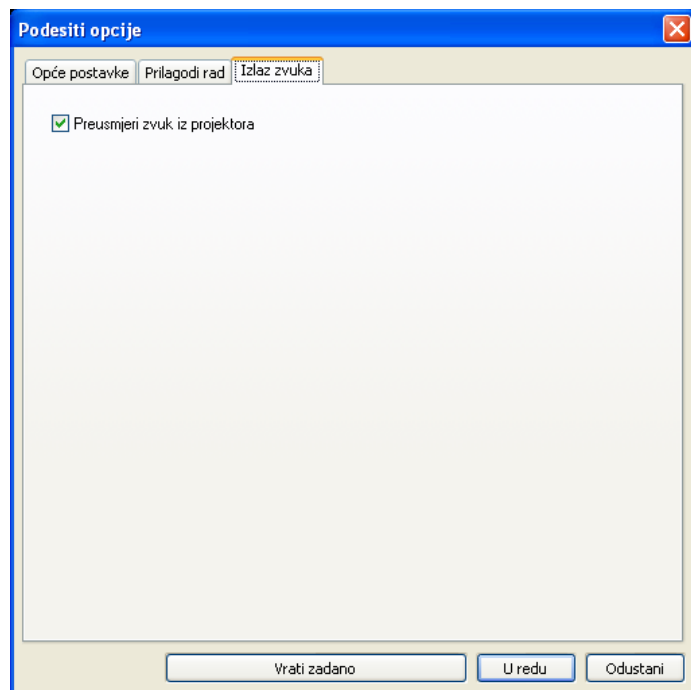 Podesiti opcije
Opće postavke Prilagodi rad Izlaz zvuka
Preusmjeri zvuk iz projektora
Vrati zadano U redu Odustani